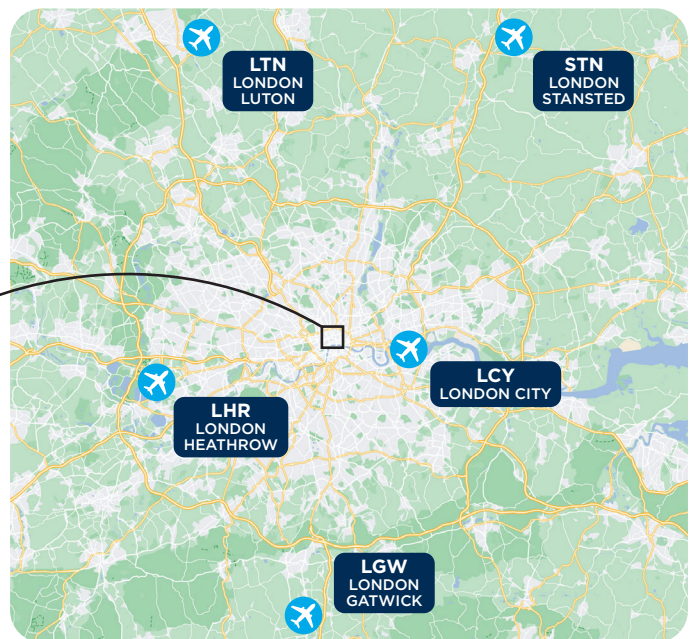 LTN
LONDON
LUTON
STN
LONDON
STANSTED
LCY
LONDON CITY
LHR
LONDON
HEATHROW
LGW
LONDON
GATWICK